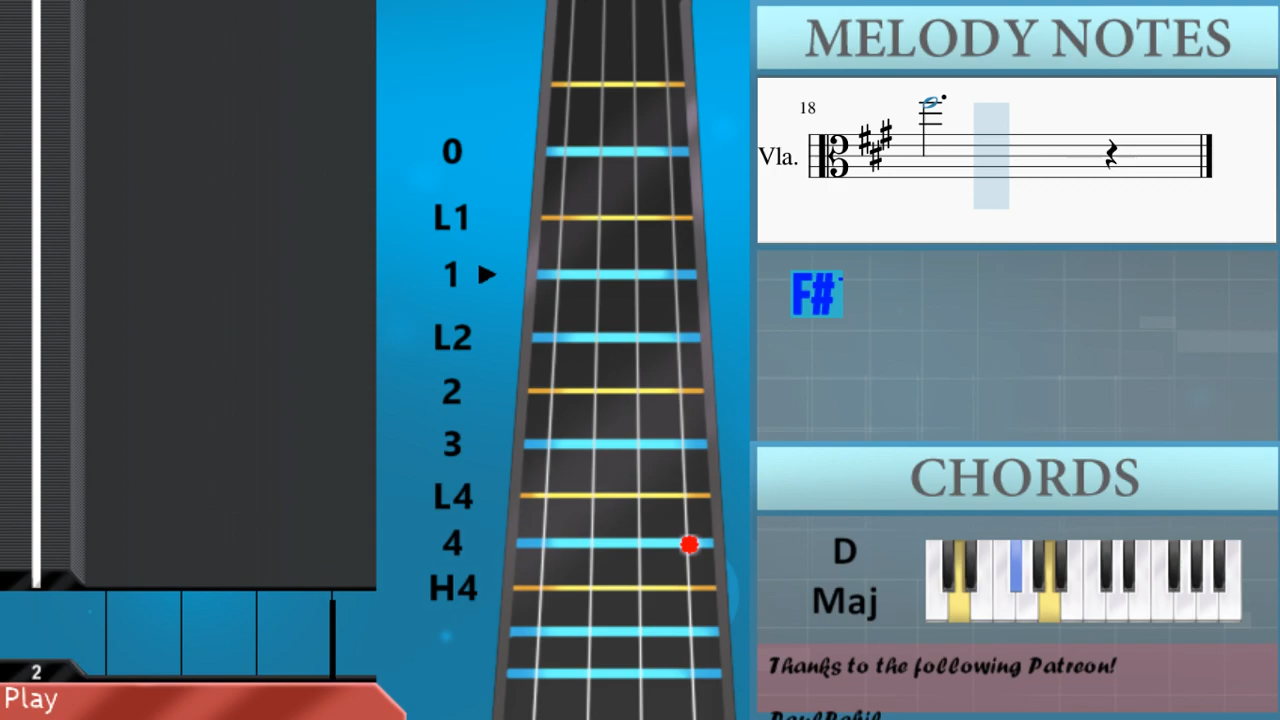 MELODY NOTES
18
Vla.
0
L1
1
L2
2
3
L4
4
H4
F#
CHORDS
D
Maj
Thanks to the following Patreon!
2
Play